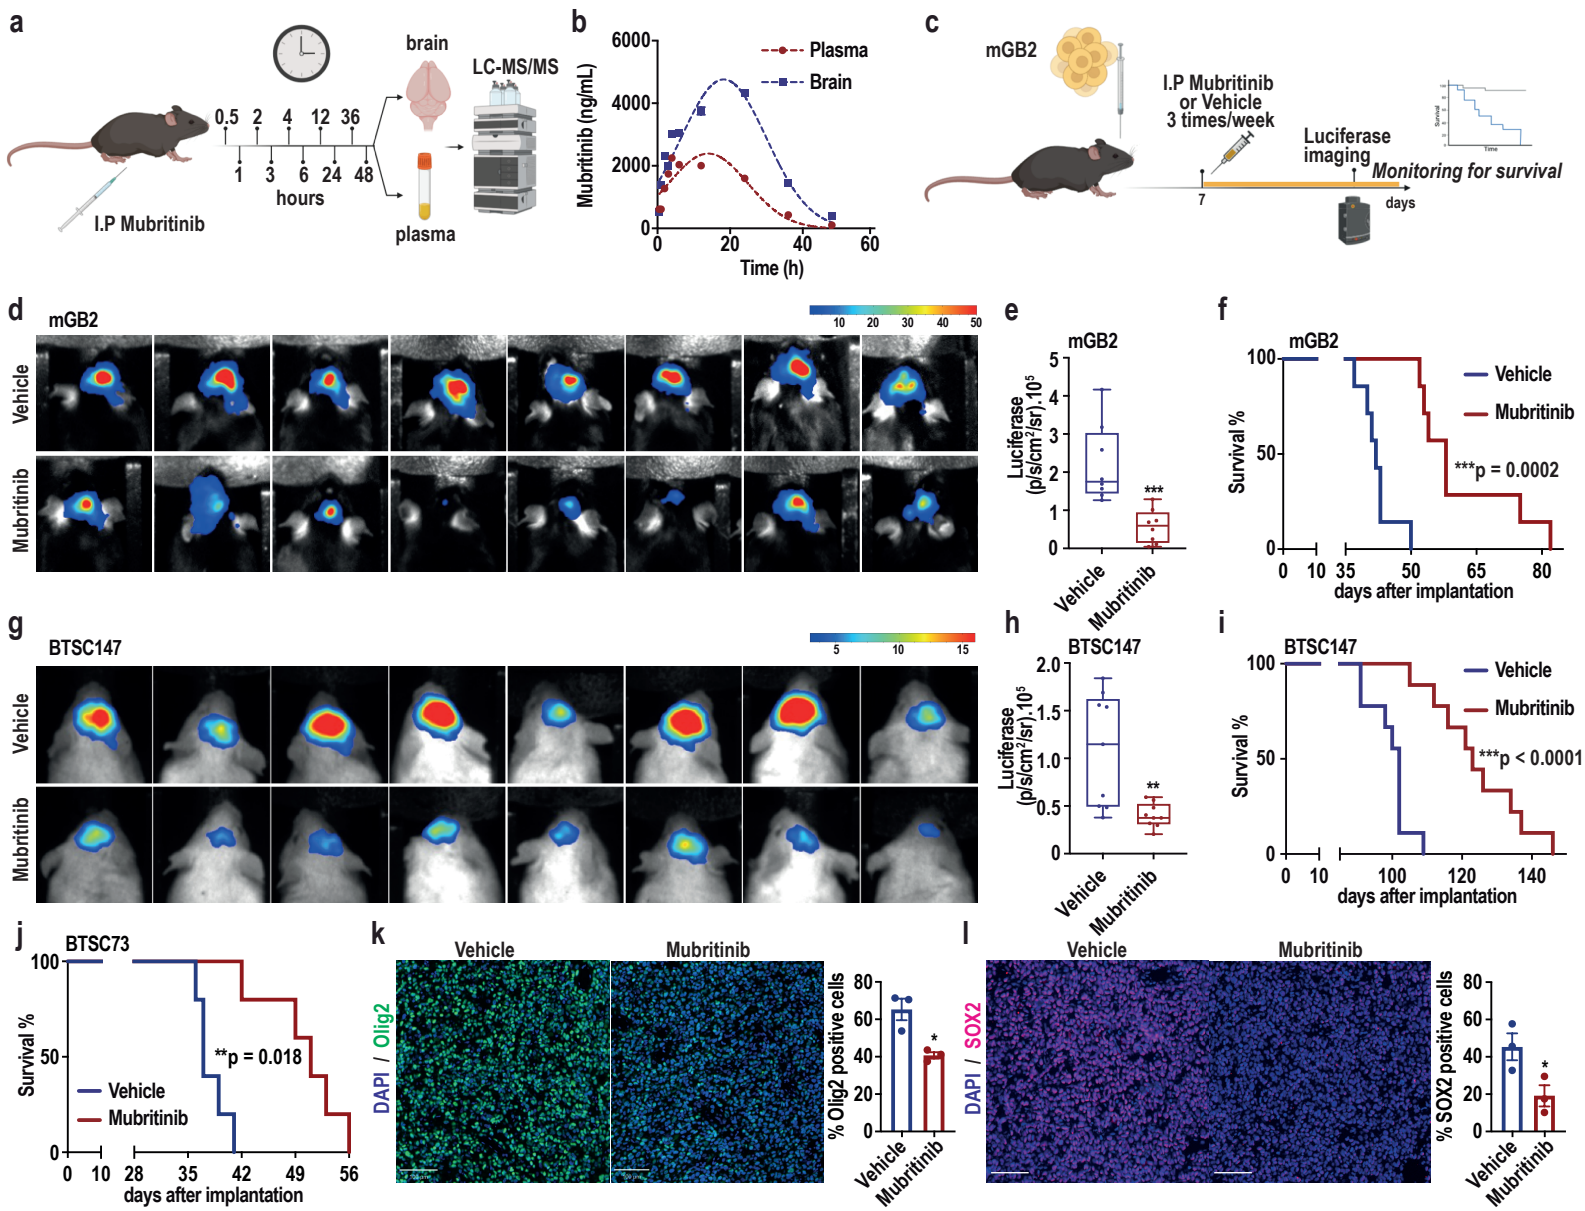 a
brain
LC-MS/MS
0.5 2 4 12 36
1 3 6 24 48
hours
I.P Mubritinib
plasma
b
6000
4000
2000
0
Mubritinib (ng/mL)
Plasma
Brain
0 20 40 60
Time (h)
c
mGB2
I.P Mubritinib
or Vehicle
3 times/week
Luciferase
imaging
Survival
Time
Monitoring for survival
7
days
d
mGB2
10 20 30 40 50
Vehicle
Mubritinib
e
mGB2
Luciferase
(p/s/cm²/sr).10⁵
5
4
3
2
1
0
***
Vehicle
Mubritinib
f
mGB2
Survival %
100
50
0
Vehicle
Mubritinib
***p = 0.0002
0 10 35 50 65 80
days after implantation
g
BTSC147
5 10 15
Vehicle
Mubritinib
h
BTSC147
Luciferase
(p/s/cm²/sr).10⁵
2.0
1.5
1.0
0.5
0
**
Vehicle
Mubritinib
i
BTSC147
Survival %
100
50
0
Vehicle
Mubritinib
***p < 0.0001
0 10 100 120 140
days after implantation
j
BTSC73
Survival %
100
50
0
**p = 0.018
Vehicle
Mubritinib
0 10 28 35 42 49 56
days after implantation
k
Vehicle
Mubritinib
DAPI / Olig2
% Olig2 positive cells
80
60
40
20
0
*
Vehicle
Mubritinib
l
Vehicle
Mubritinib
DAPI / SOX2
% SOX2 positive cells
80
60
40
20
0
*
Vehicle
Mubritinib